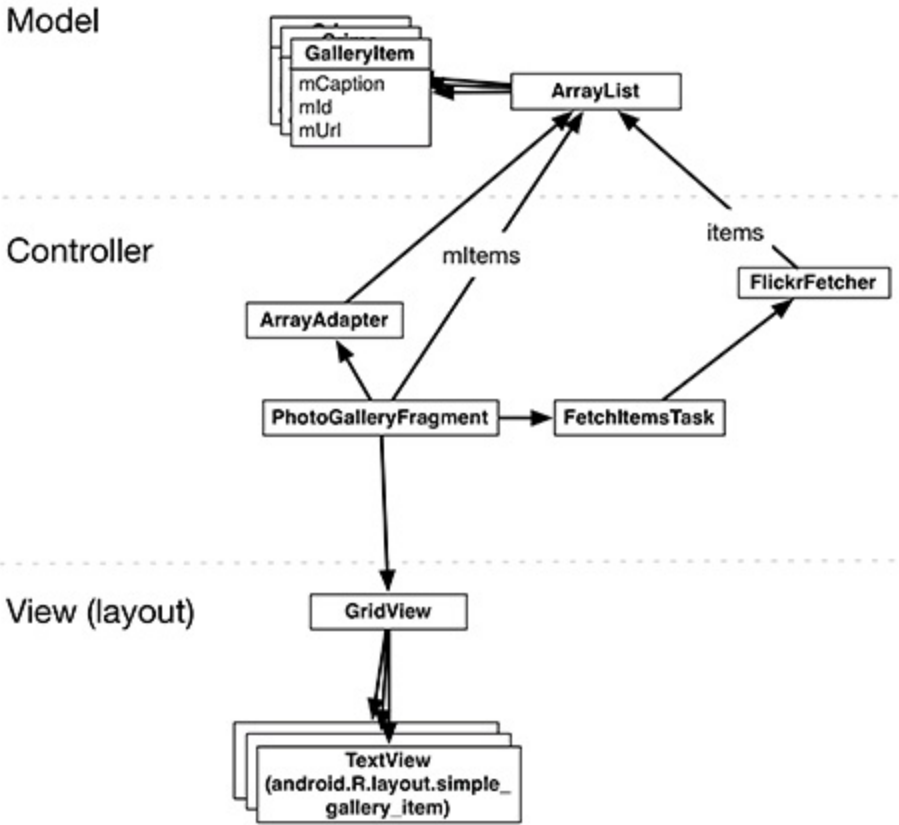 Model
GalleryItem
mCaption
mId
mUrl
ArrayList
Controller
mItems
items
FlickrFetcher
ArrayAdapter
PhotoGalleryFragment
FetchItemsTask
View (layout)
GridView
TextView
(android.R.layout.simple_
gallery_item)